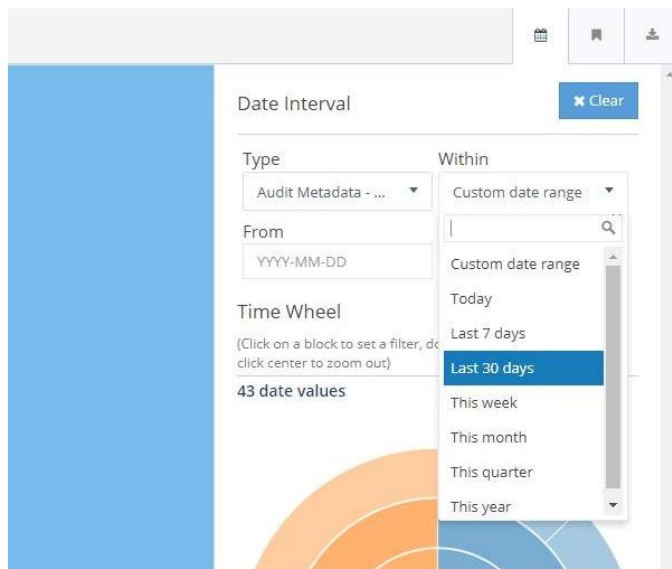 Date Interval
✖ Clear
Type
Within
Audit Metadata - ...
Custom date range
From
YYYY-MM-DD
Custom date range
Today
Last 7 days
Last 30 days
This week
This month
This quarter
This year
Time Wheel
(Click on a block to set a filter,
click center to zoom out)
43 date values